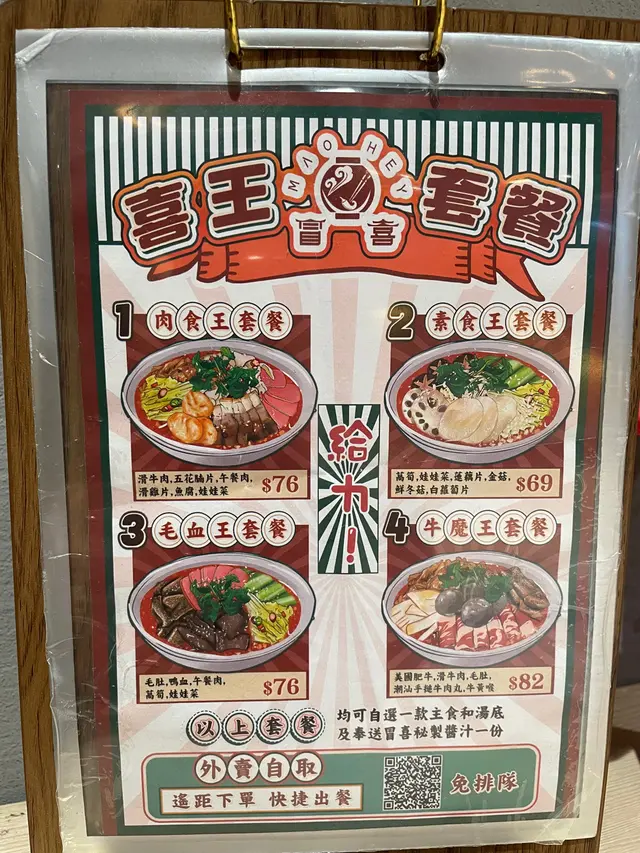 喜王 套餐
MAO HEY
冒喜
1 肉食王套餐
滑牛肉,五花腩片,午餐肉,
滑雞片,魚腐,娃娃菜
$76
2 素食王套餐
萵筍,娃娃菜,蓮藕片,金菇,
鮮冬菇,白蘿蔔片
$69
給力!
3 毛血王套餐
毛肚,鴨血,午餐肉,
萵筍,娃娃菜
$76
4 牛魔王套餐
美國肥牛,滑牛肉,毛肚,
潮汕手搥牛肉丸,牛黃喉
$82
以上套餐
均可自選一款主食和湯底
及奉送冒喜秘製醬汁一份
外賣自取
遙距下單 快捷出餐
免排隊